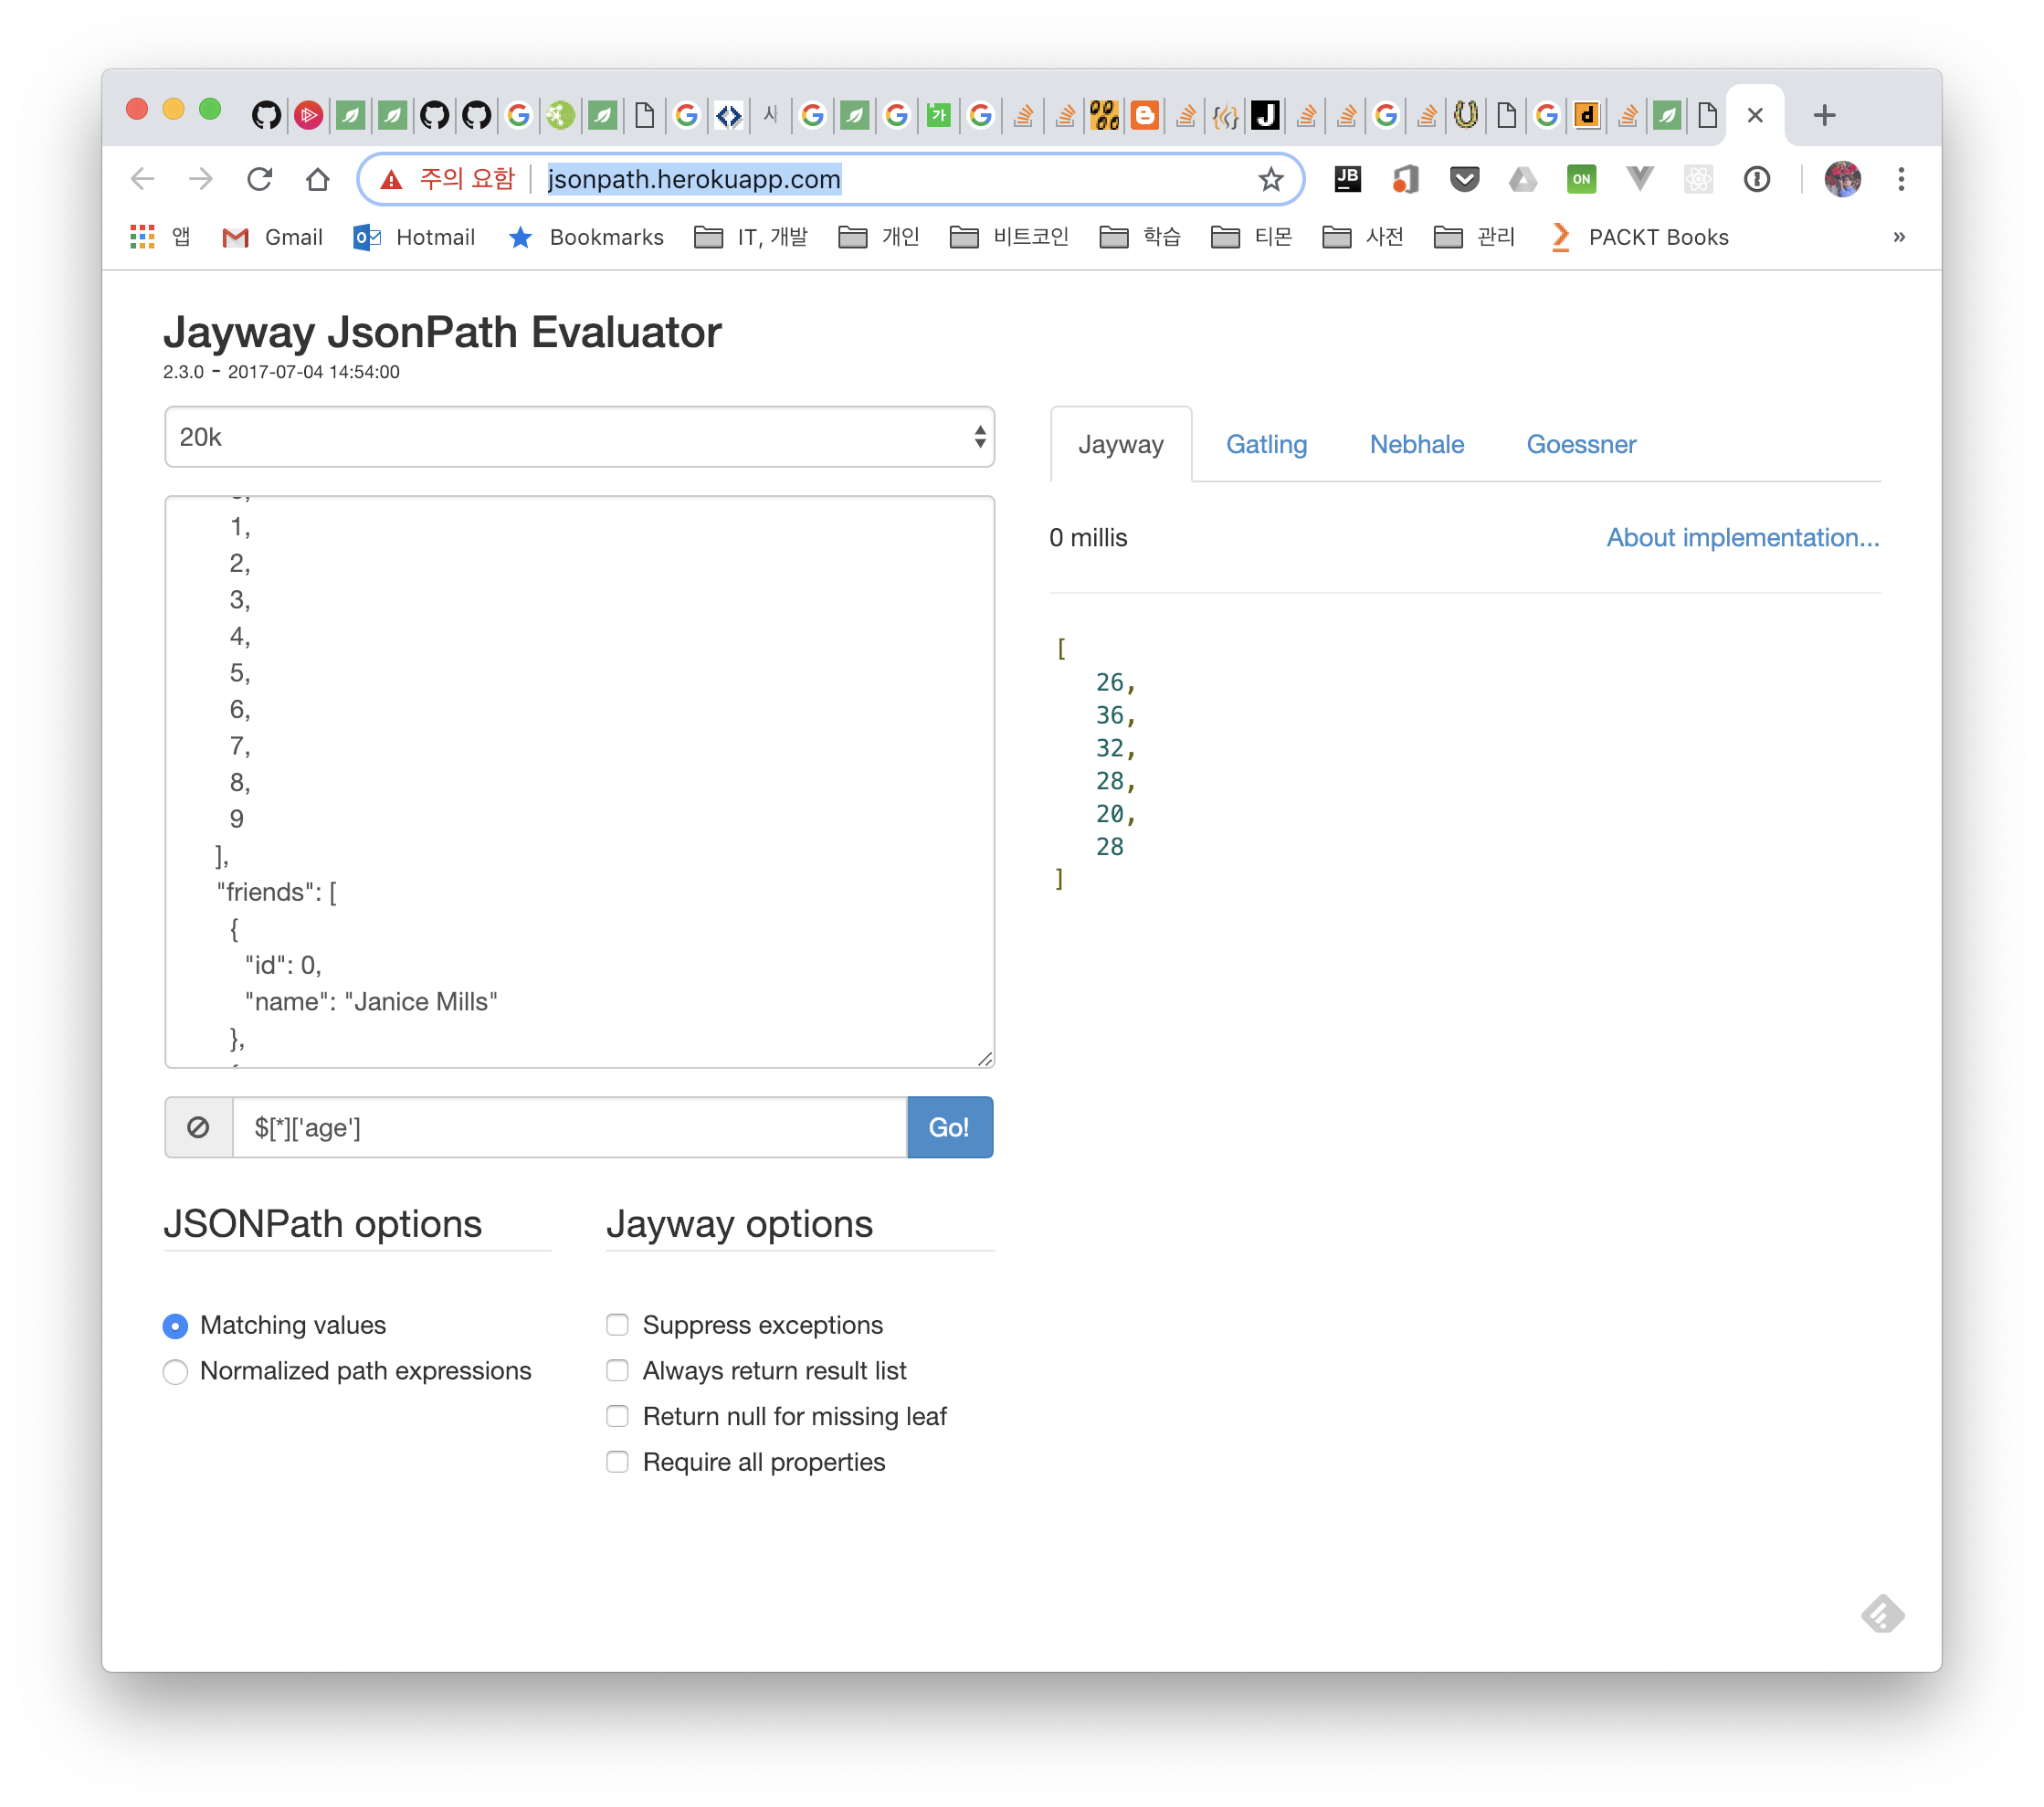 사
가
주의 요함
jsonpath.herokuapp.com
JB
ON
앱
Gmail
Hotmail
Bookmarks
IT, 개발
개인
비트코인
학습
티몬
사전
관리
PACKT Books
»
Jayway JsonPath Evaluator
2.3.0 - 2017-07-04 14:54:00
20k
1,
2,
3,
4,
5,
6,
7,
8,
9
],
"friends": [
{
"id": 0,
"name": "Janice Mills"
},
$[*]['age']
Go!
JSONPath options
Matching values
Normalized path expressions
Jayway options
Suppress exceptions
Always return result list
Return null for missing leaf
Require all properties
Jayway
Gatling
Nebhale
Goessner
0 millis
About implementation...
[
26,
36,
32,
28,
20,
28
]